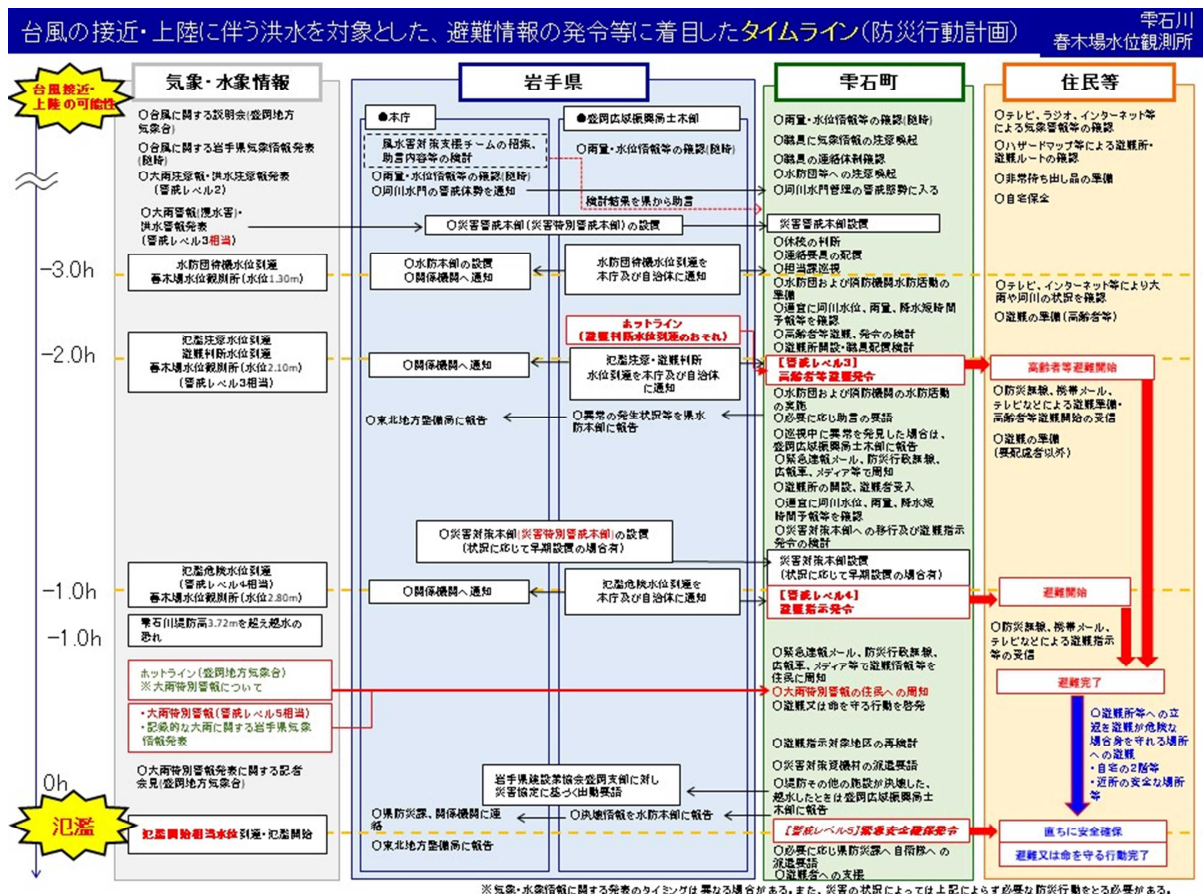 台風の接近・上陸に伴う洪水を対象とした、避難情報の発令等に着目したタイムライン(防災行動計画)
雫石川
春木場水位観測所
台風接近・
上陸の可能性
-3.0h
-2.0h
-1.0h
-1.0h
0h
氾濫
気象・水象情報
〇台風に関する説明会(盛岡地方
気象台)
〇台風に関する岩手県気象情報発表
(随時)
〇大雨注意報・洪水注意報発表
(警戒レベル2)
〇大雨警報(浸水害)・
洪水警報発表
(警戒レベル3相当)
水防団待機水位到達
春木場水位観測所(水位1.30m)
氾濫注意水位到達
避難判断水位到達
春木場水位観測所(水位2.10m)
(警戒レベル3相当)
氾濫危険水位到達
(警戒レベル4相当)
春木場水位観測所(水位2.80m)
雫石川堤防高3.72mを超え越水の
恐れ
ホットライン(盛岡地方気象台)
※大雨特別警報について
・大雨特別警報(警戒レベル5相当)
・記録的な大雨に関する岩手県気象
情報発表
〇大雨特別警報発表に関する記者
会見(盛岡地方気象台)
氾濫開始相当水位到達・氾濫開始
岩手県
●本庁
風水害対策支援チームの招集、
助言内容等の検討
〇雨量・水位情報等の確認(随時)
〇河川水門の警戒体勢を通知
●盛岡広域振興局土木部
〇雨量・水位情報等の確認(随時)
検討結果を県から助言
〇災害警戒本部(災害特別警戒本部)の設置
〇水防本部の設置
〇関係機関へ通知
水防団待機水位到達を
本庁及び自治体に通知
ホットライン
(避難判断水位到達のおそれ)
〇関係機関へ通知
氾濫注意・避難判断
水位到達を本庁及び自治体
に通知
〇東北地方整備局に報告
〇異常の発生状況等を県水
防本部に報告
〇災害対策本部(災害特別警戒本部)の設置
(状況に応じて早期設置の場合有)
〇関係機関へ通知
氾濫危険水位到達を
本庁及び自治体に通知
岩手県建設業協会盛岡支部に対し
災害協定に基づく出動要請
〇県防災課、関係機関に連
絡
〇決壊情報を水防本部に報告
〇東北地方整備局に報告
雫石町
〇雨量・水位情報等の確認(随時)
〇職員に気象情報の注意喚起
〇職員の連絡体制確認
〇水防団等への注意喚起
〇河川水門管理の警戒態勢に入る
災害警戒本部設置
〇休校の判断
〇連絡要員の配置
〇担当課巡視
〇水防団および消防機関水防活動の
準備
〇適宜に河川水位、雨量、降水短時間
予報等を確認
〇高齢者等避難、発令の検討
〇避難所開設・職員配置検討
【警戒レベル3】
高齢者等避難発令
〇水防団および消防機関の水防活動
の実施
〇必要に応じ助言の要請
〇巡視中に異常を発見した場合は、
盛岡広域振興局土木部に報告
〇緊急速報メール、防災行政無線、
広報車、メディア等で周知
〇避難所の開設、避難者受入
〇適宜に河川水位、雨量、降水短
時間予報等を確認
〇災害対策本部への移行及び避難指示
発令の検討
災害対策本部設置
(状況に応じて早期設置の場合有)
【警戒レベル4】
避難指示発令
〇緊急速報メール、防災行政無線、
広報車、メディア等で避難情報等を
住民に周知
〇大雨特別警報の住民への周知
〇避難又は命を守る行動を啓発
〇避難指示対象地区の再検討
〇災害対策資機材の派遣要請
〇堤防その他の施設が決壊した、
越水したときは盛岡広域振興局土
木部に報告
【警戒レベル5】緊急安全確保発令
〇必要に応じ県防災課へ自衛隊への
派遣要請
〇避難者への支援
住民等
〇テレビ、ラジオ、インターネット等
による気象警報等の確認
〇ハザードマップ等による避難所・
避難ルートの確認
〇非常持ち出し品の準備
〇自宅保全
〇テレビ、インターネット等により大
雨や河川の状況を確認
〇避難の準備(高齢者等)
高齢者等避難開始
〇防災無線、携帯メール、
テレビなどによる避難準備・
高齢者等避難開始の受信
〇避難の準備
(要配慮者以外)
避難開始
〇防災無線、携帯メール、
テレビなどによる避難指示
等の受信
避難完了
〇避難所等への立
退き避難が危険な
場合身を守れる場所
への避難
・自宅の2階等
・近所の安全な場所
等
直ちに安全確保
避難又は命を守る行動完了
※気象・水象情報に関する発表のタイミングは異なる場合がある。また、災害の状況によっては上記によらず必要な防災行動をとる必要がある。